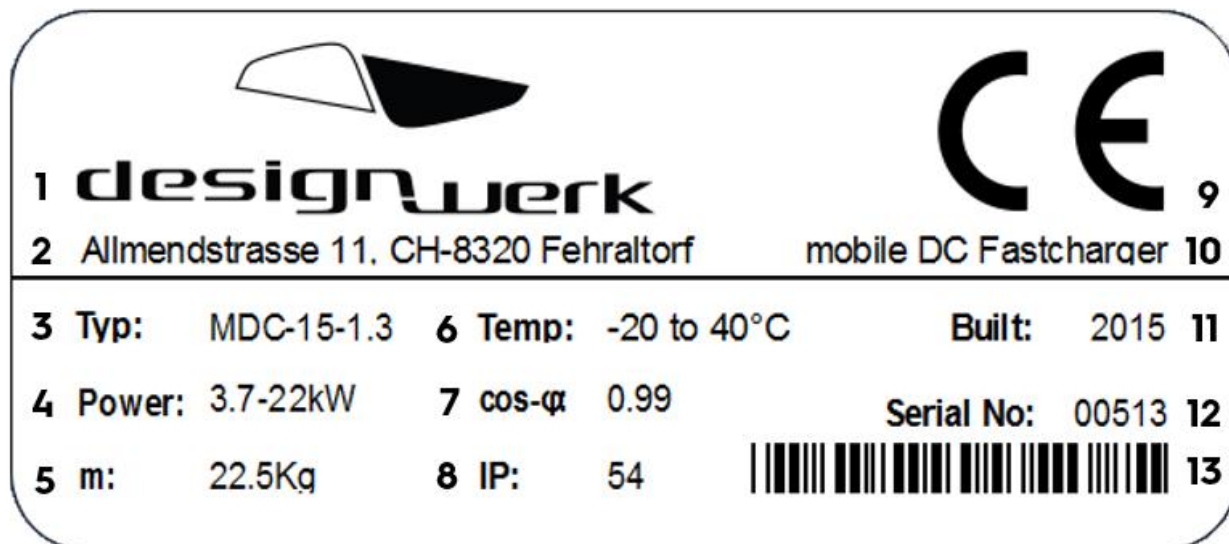 CE
1 designwerk 9
2 Allmendstrasse 11, CH-8320 Fehraltorf mobile DC Fastcharger 10
3 Typ: MDC-15-1.3 6 Temp: -20 to 40°C Built: 2015 11
4 Power: 3.7-22kW 7 cos-φ: 0.99 Serial No: 00513 12
5 m: 22.5Kg 8 IP: 54 13